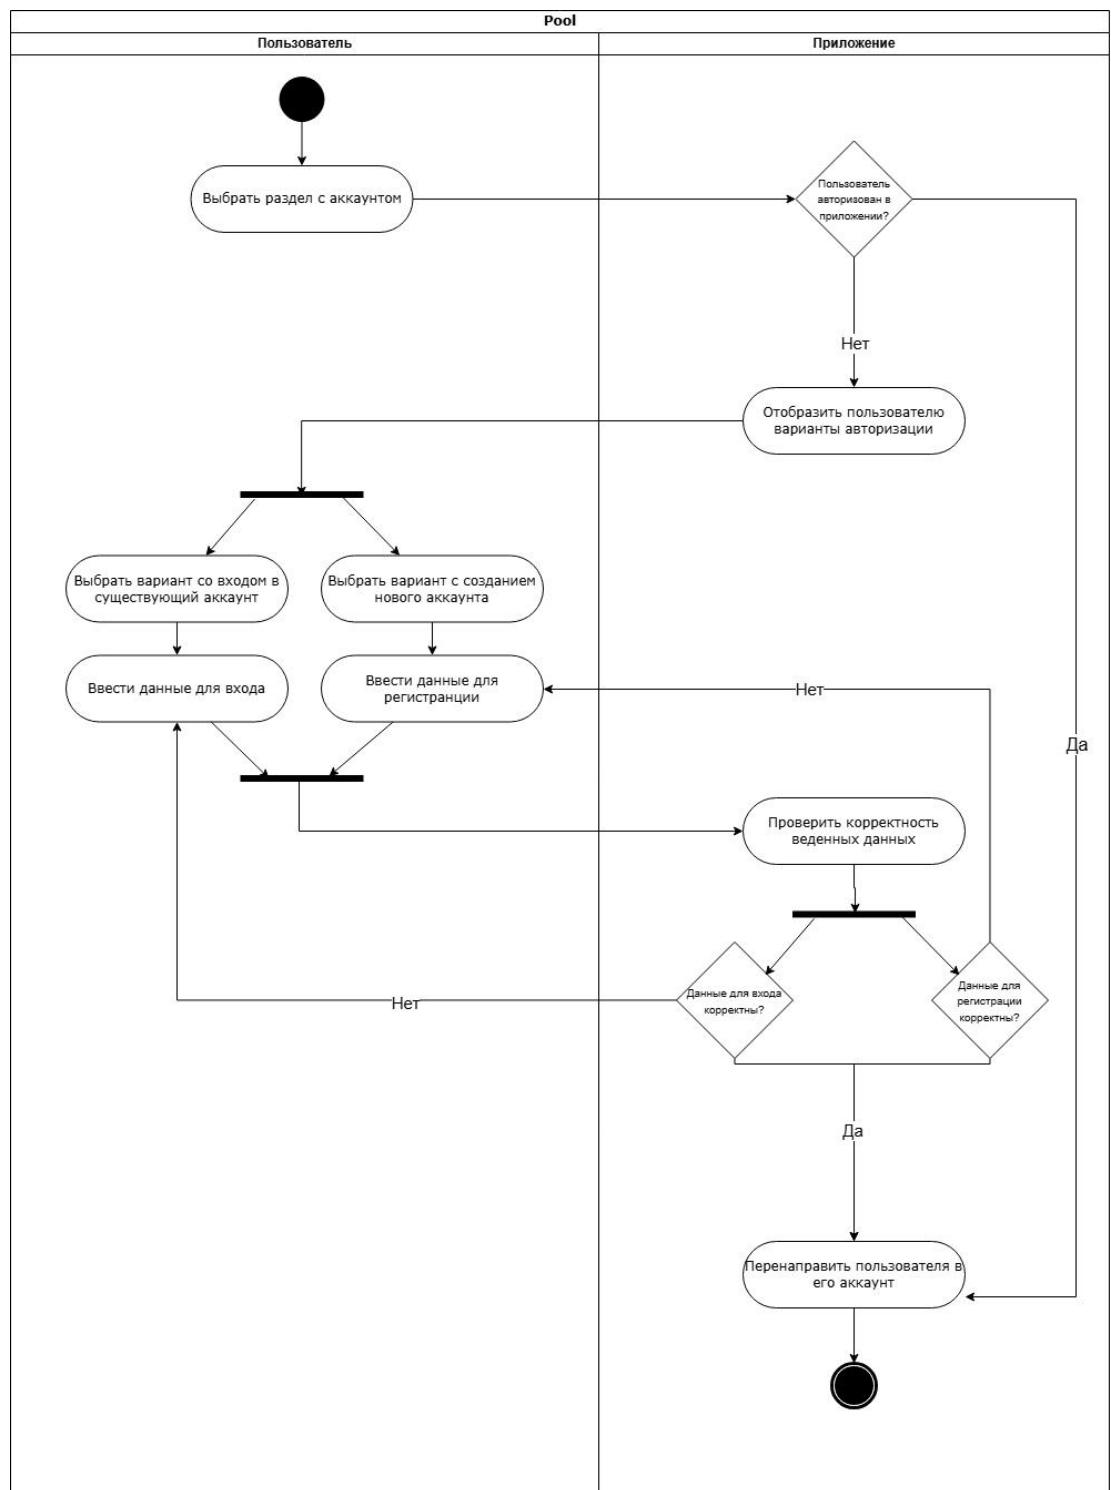 Pool
Пользователь
Приложение
Выбрать раздел с аккаунтом
Пользователь
авторизован в
приложении?
Нет
Отобразить пользователю
варианты авторизации
Выбрать вариант со входом в
существующий аккаунт
Выбрать вариант с созданием
нового аккаунта
Ввести данные для входа
Ввести данные для
регистранции
Нет
Да
Проверить корректность
веденных данных
Данные для входа
корректны?
Данные для
регистрации
корректны?
Нет
Да
Перенаправить пользователя в
его аккаунт